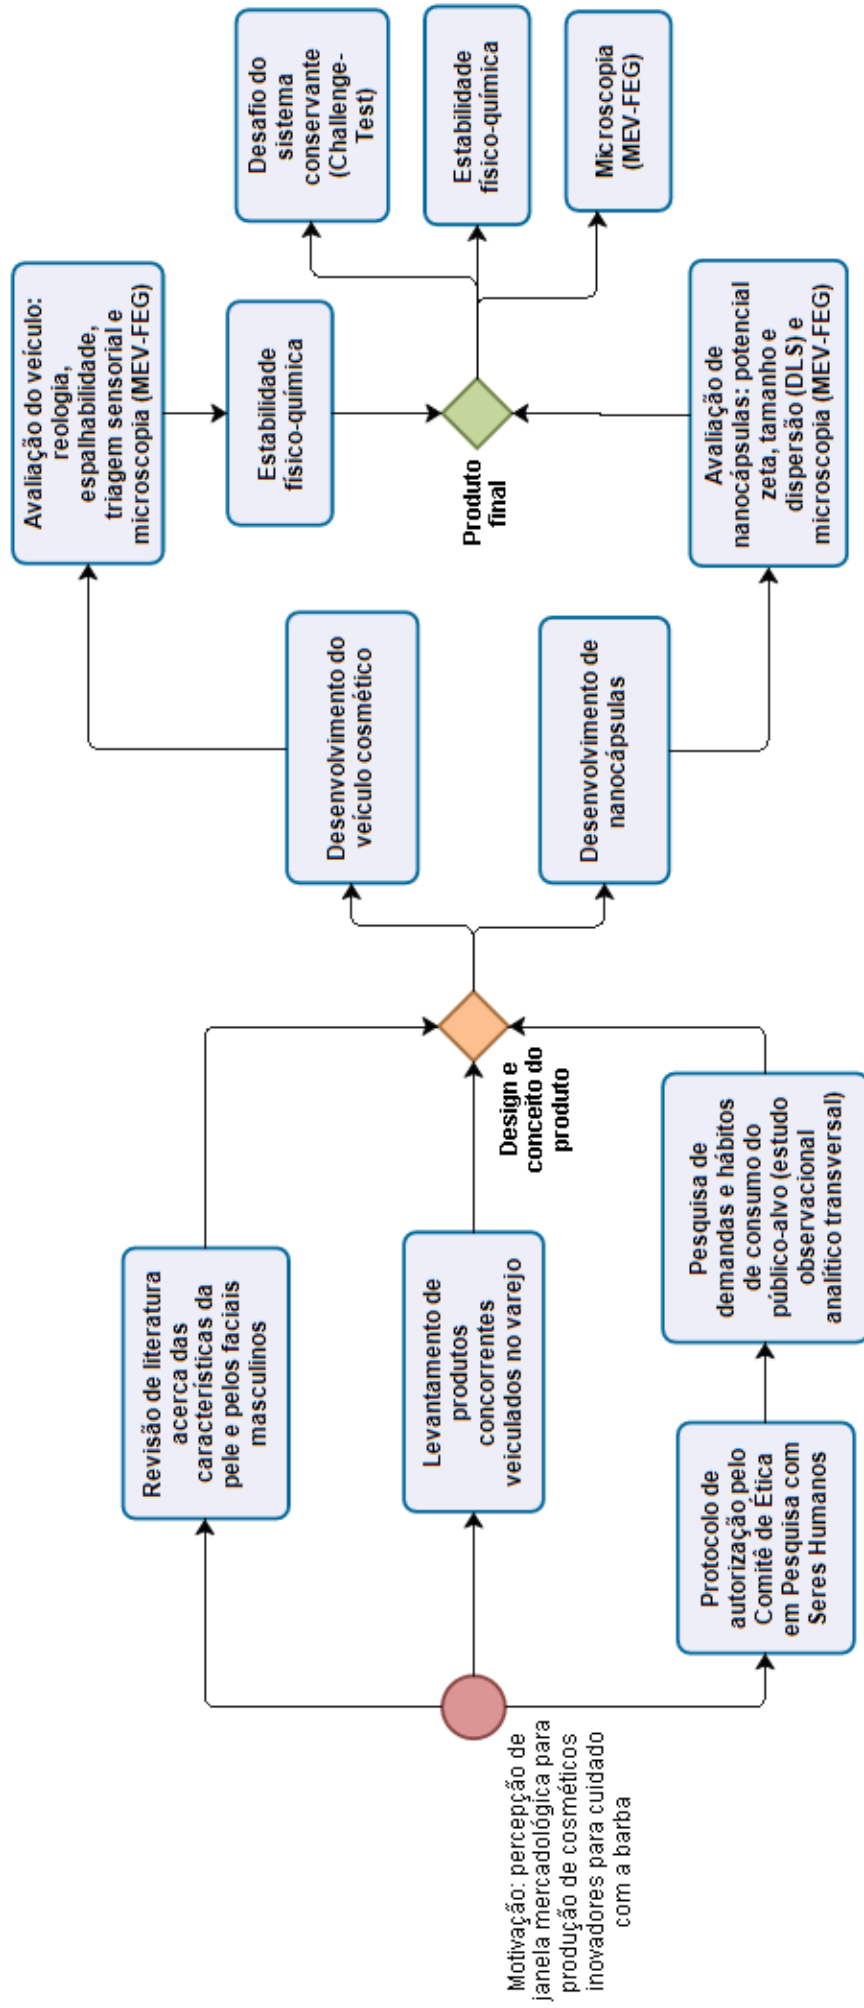 Motivação: percepção de
janela mercadológica para
produção de cosméticos
inovadores para cuidado
com a barba
Revisão de literatura
acerca das
características da
pele e pelos faciais
masculinos
Levantamento de
produtos
concorrentes
veiculados no varejo
Protocolo de
autorização pelo
Comitê de Ética
em Pesquisa com
Seres Humanos
Pesquisa de
demandas e hábitos
de consumo do
público-alvo (estudo
observacional
analítico transversal)
Design e
conceito do
produto
Desenvolvimento do
veículo cosmético
Desenvolvimento de
nanocápsulas
Avaliação do veículo:
reologia,
espalhabilidade,
triagem sensorial e
microscopia (MEV-FEG)
Estabilidade
físico-química
Avaliação de
nanocápsulas: potencial
zeta, tamanho e
dispersão (DLS) e
microscopia (MEV-FEG)
Produto
final
Desafio do
sistema
conservante
(Challenge-
Test)
Estabilidade
físico-química
Microscopia
(MEV-FEG)